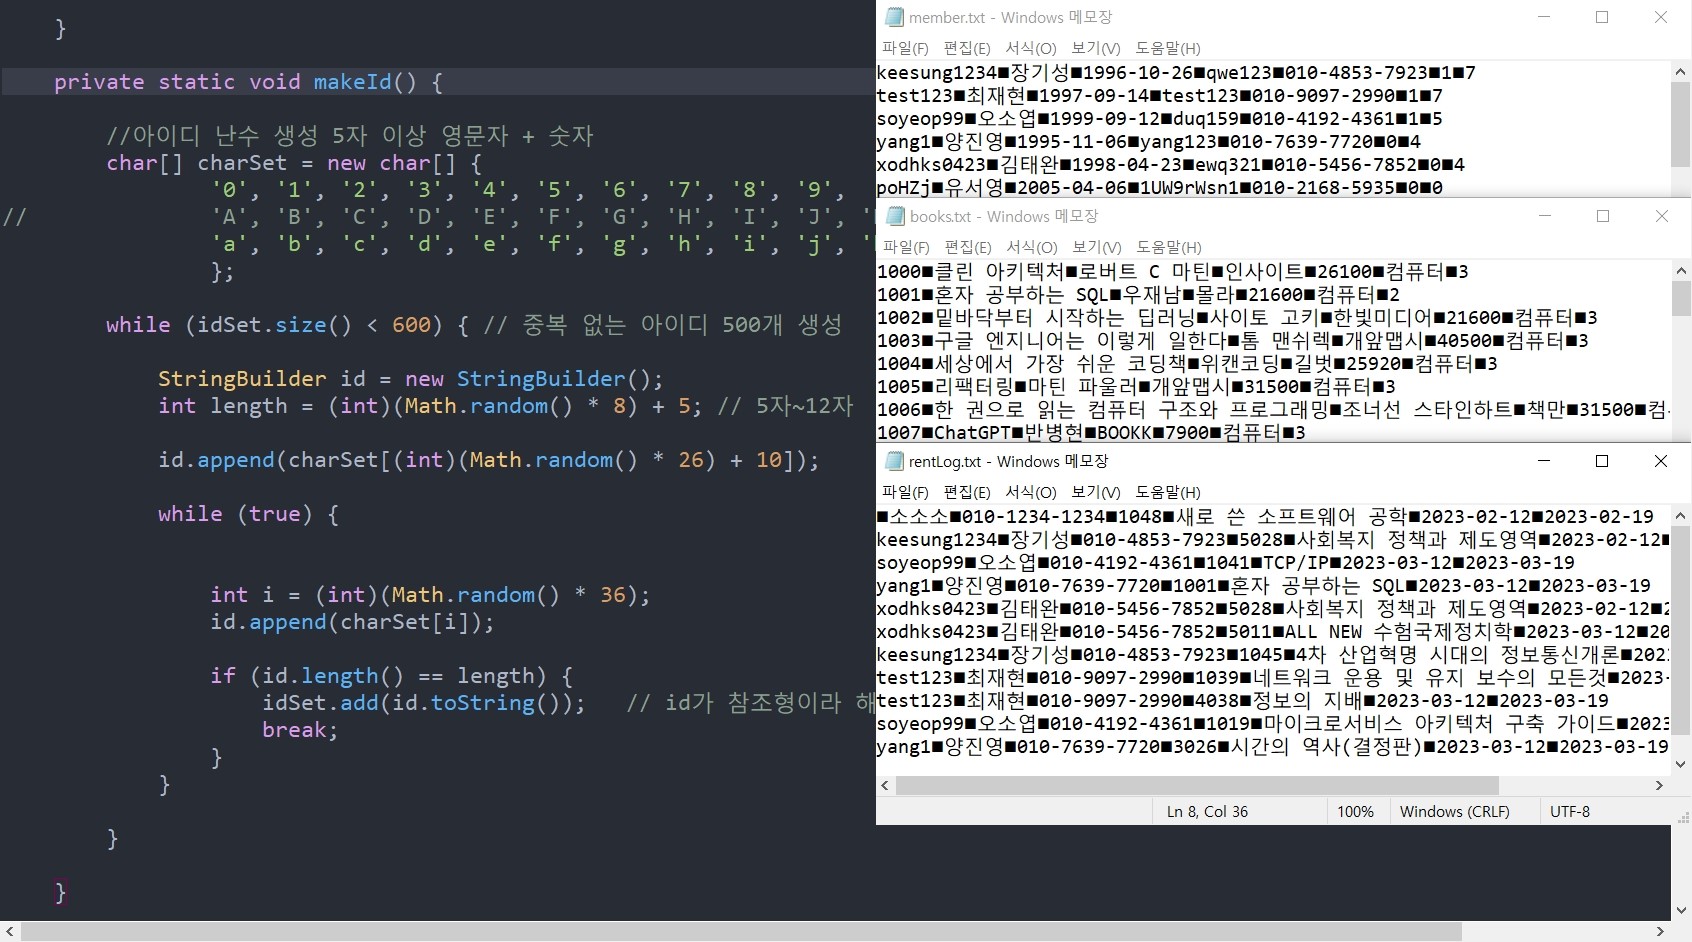 }
private static void makeId() {
//아이디 난수 생성 5자 이상 영문자 + 숫자
char[] charSet = new char[] {
'0', '1', '2', '3', '4', '5', '6', '7', '8', '9',
// 'A', 'B', 'C', 'D', 'E', 'F', 'G', 'H', 'I', 'J',
'a', 'b', 'c', 'd', 'e', 'f', 'g', 'h', 'i', 'j',
};
while (idSet.size() < 600) { // 중복 없는 아이디 500개 생성
StringBuilder id = new StringBuilder();
int length = (int)(Math.random() * 8) + 5; // 5자~12자
id.append(charSet[(int)(Math.random() * 26) + 10]);
while (true) {
int i = (int)(Math.random() * 36);
id.append(charSet[i]);
if (id.length() == length) {
idSet.add(id.toString()); // id가 참조형이라 해
break;
}
}
}
}
member.txt - Windows 메모장
파일(F) 편집(E) 서식(O) 보기(V) 도움말(H)
keesung1234■장기성■1996-10-26■qwe123■010-4853-7923■1■7
test123■최재현■1997-09-14■test123■010-9097-2990■1■7
soyeop99■오소엽■1999-09-12■duq159■010-4192-4361■1■5
yang1■양진영■1995-11-06■yang123■010-7639-7720■0■4
xodhks0423■김태완■1998-04-23■ewq321■010-5456-7852■0■4
poHZj■유서영■2005-04-06■1UW9rWsn1■010-2168-5935■0■0
books.txt - Windows 메모장
파일(F) 편집(E) 서식(O) 보기(V) 도움말(H)
1000■클린 아키텍처■로버트 C 마틴■인사이트■26100■컴퓨터■3
1001■혼자 공부하는 SQL■우재남■몰라■21600■컴퓨터■2
1002■밑바닥부터 시작하는 딥러닝■사이토 고키■한빛미디어■21600■컴퓨터■3
1003■구글 엔지니어는 이렇게 일한다■톰 맨쉬렉■개앞맵시■40500■컴퓨터■3
1004■세상에서 가장 쉬운 코딩책■위캔코딩■길벗■25920■컴퓨터■3
1005■리팩터링■마틴 파울러■개앞맵시■31500■컴퓨터■3
1006■한 권으로 읽는 컴퓨터 구조와 프로그래밍■조너선 스타인하트■책만■31500■컴
1007■ChatGPT■반병현■BOOKK■7900■컴퓨터■3
rentLog.txt - Windows 메모장
파일(F) 편집(E) 서식(O) 보기(V) 도움말(H)
■소소소■010-1234-1234■1048■새로 쓴 소프트웨어 공학■2023-02-12■2023-02-19
keesung1234■장기성■010-4853-7923■5028■사회복지 정책과 제도영역■2023-02-12■
soyeop99■오소엽■010-4192-4361■1041■TCP/IP■2023-03-12■2023-03-19
yang1■양진영■010-7639-7720■1001■혼자 공부하는 SQL■2023-03-12■2023-03-19
xodhks0423■김태완■010-5456-7852■5028■사회복지 정책과 제도영역■2023-02-12■2
xodhks0423■김태완■010-5456-7852■5011■ALL NEW 수험국제정치학■2023-03-12■20
keesung1234■장기성■010-4853-7923■1045■4차 산업혁명 시대의 정보통신개론■202
test123■최재현■010-9097-2990■1039■네트워크 운용 및 유지 보수의 모든것■2023-
test123■최재현■010-9097-2990■4038■정보의 지배■2023-03-12■2023-03-19
soyeop99■오소엽■010-4192-4361■1019■마이크로서비스 아키텍처 구축 가이드■2023
yang1■양진영■010-7639-7720■3026■시간의 역사(결정판)■2023-03-12■2023-03-19
Ln 8, Col 36 100% Windows (CRLF) UTF-8